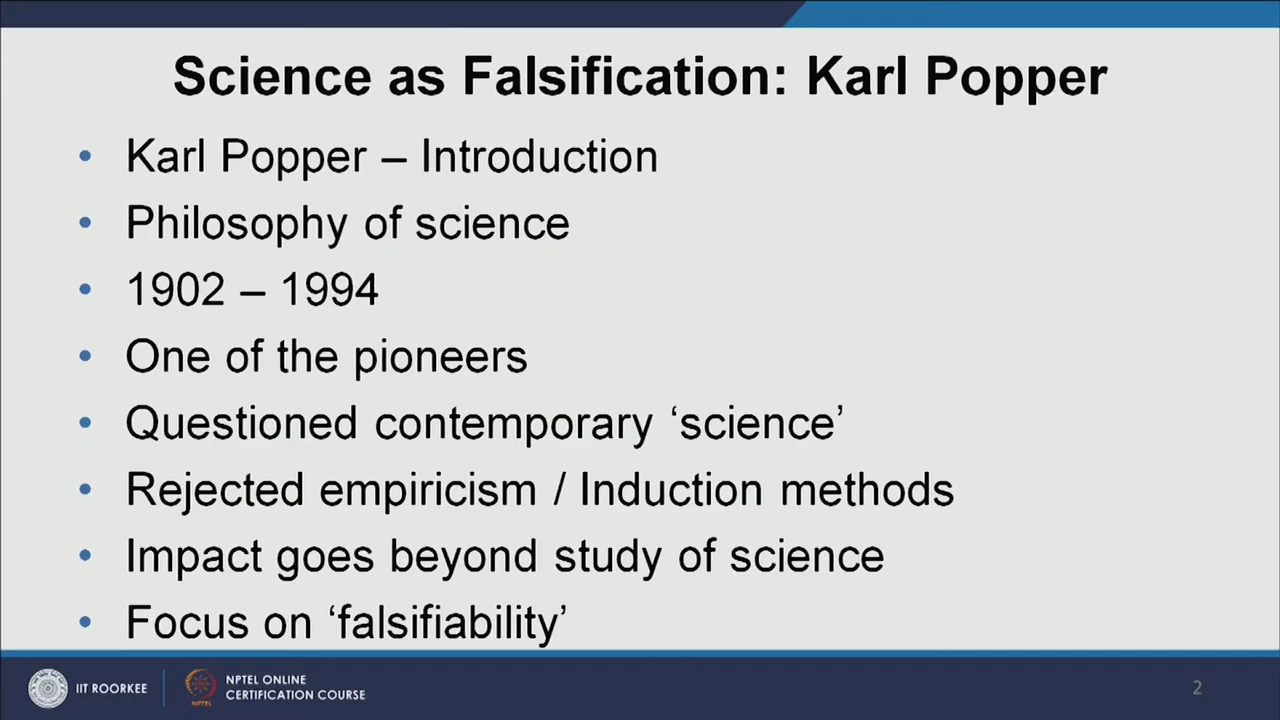 Science as Falsification: Karl Popper
• Karl Popper – Introduction
• Philosophy of science
• 1902 – 1994
• One of the pioneers
• Questioned contemporary ‘science’
• Rejected empiricism / Induction methods
• Impact goes beyond study of science
• Focus on ‘falsifiability’
IIT ROORKEE
NPTEL
NPTEL ONLINE
CERTIFICATION COURSE
2